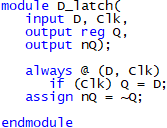 module D_latch(
input D, Clk,
output reg Q,
output nQ);
always @ (D, Clk)
if (Clk) Q = D;
assign nQ = ~Q;
endmodule